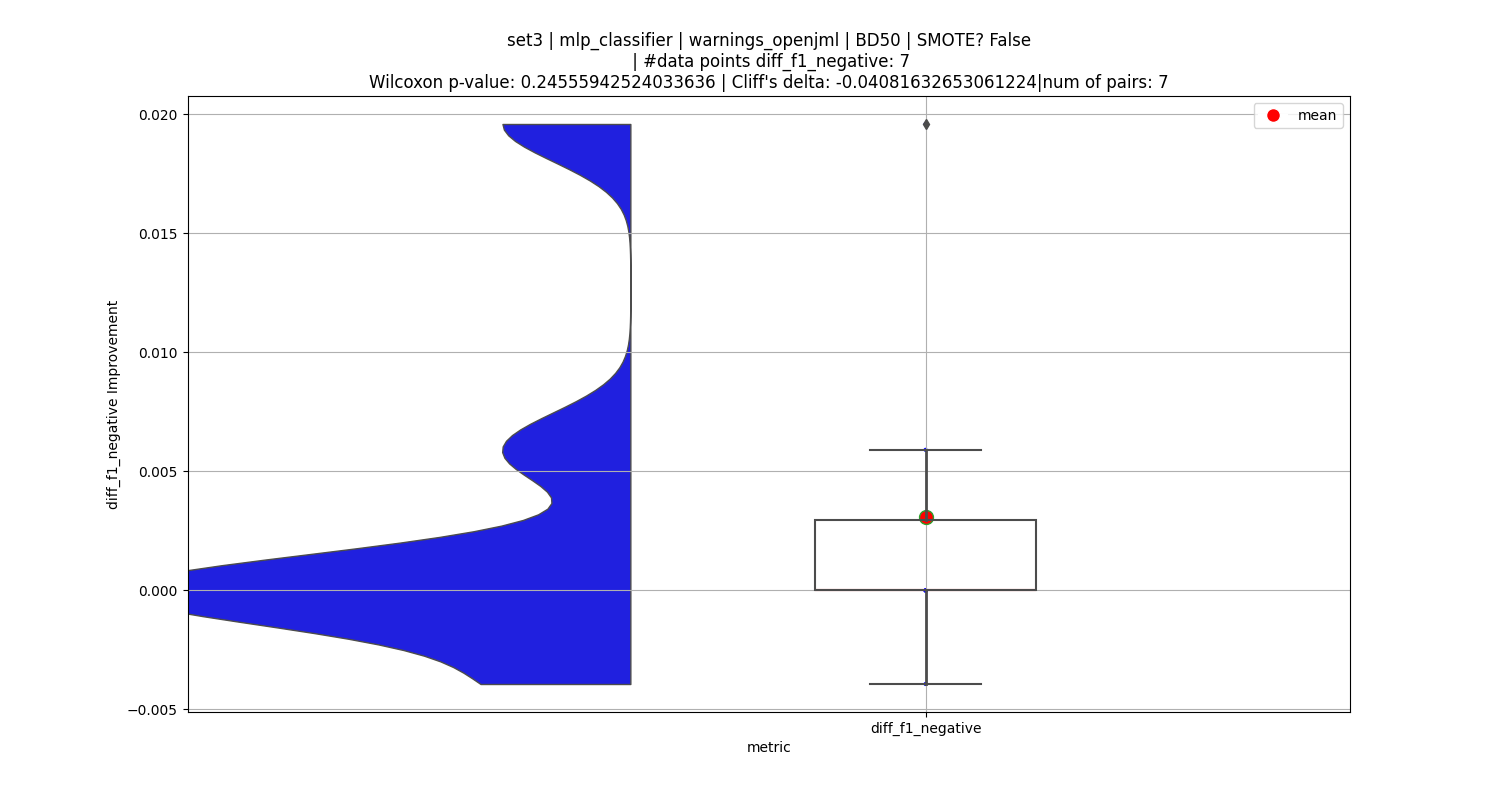 set3 | mlp_classifier | warnings_openjml | BD50 | SMOTE? False
| #data points diff_f1_negative: 7
Wilcoxon p-value: 0.24555942524033636 | Cliff's delta: -0.04081632653061224|num of pairs: 7
mean
0.020
0.015
0.010
0.005
0.000
−0.005
diff_f1_negative Improvement
diff_f1_negative
metric